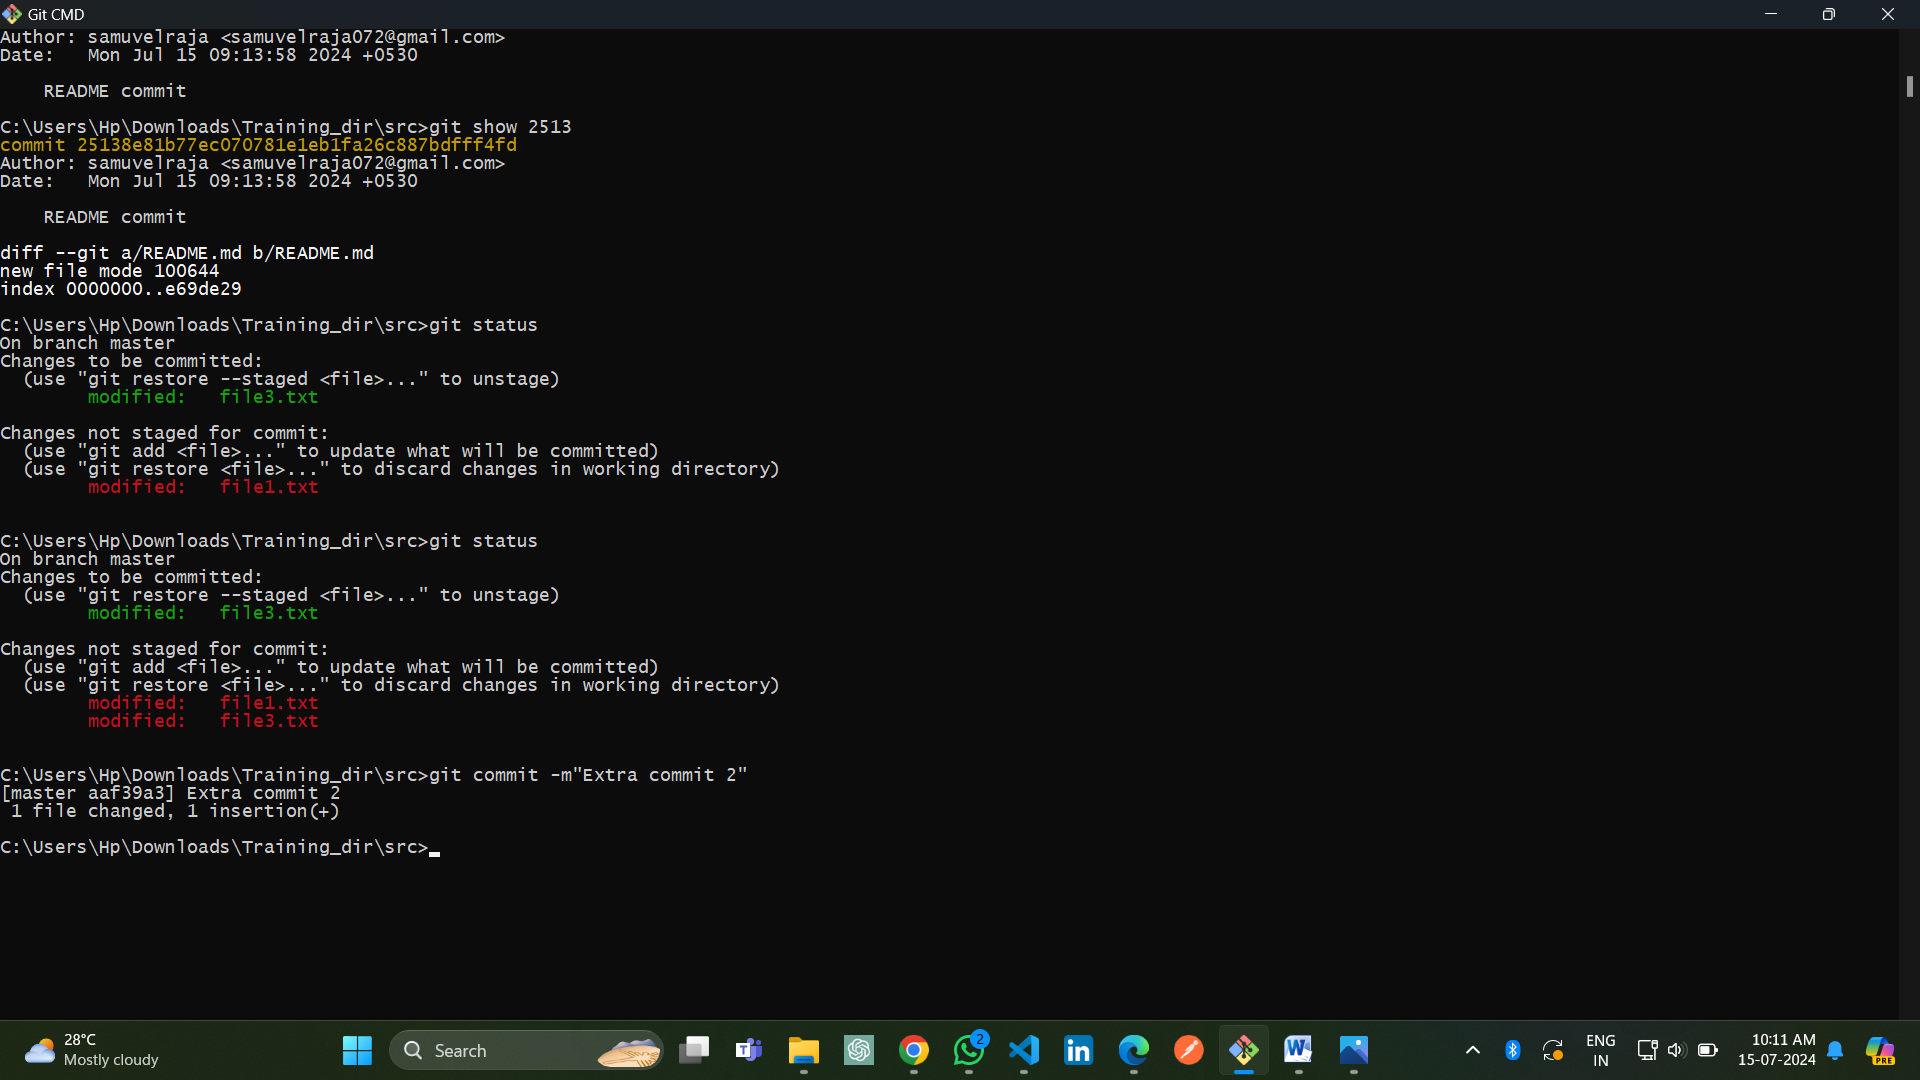 Git CMD
Author: samuvelraja <samuvelraja072@gmail.com>
Date:   Mon Jul 15 09:13:58 2024 +0530
    README commit
C:\Users\Hp\Downloads\Training_dir\src>git show 2513
commit 25138e81b77ec070781e1eb1fa26c887bdfff4fd
Author: samuvelraja <samuvelraja072@gmail.com>
Date:   Mon Jul 15 09:13:58 2024 +0530
    README commit
diff --git a/README.md b/README.md
new file mode 100644
index 0000000..e69de29
C:\Users\Hp\Downloads\Training_dir\src>git status
On branch master
Changes to be committed:
  (use "git restore --staged <file>..." to unstage)
        modified:   file3.txt
Changes not staged for commit:
  (use "git add <file>..." to update what will be committed)
  (use "git restore <file>..." to discard changes in working directory)
        modified:   file1.txt
C:\Users\Hp\Downloads\Training_dir\src>git status
On branch master
Changes to be committed:
  (use "git restore --staged <file>..." to unstage)
        modified:   file3.txt
Changes not staged for commit:
  (use "git add <file>..." to update what will be committed)
  (use "git restore <file>..." to discard changes in working directory)
        modified:   file1.txt
        modified:   file3.txt
C:\Users\Hp\Downloads\Training_dir\src>git commit -m"Extra commit 2"
[master aaf39a3] Extra commit 2
 1 file changed, 1 insertion(+)
C:\Users\Hp\Downloads\Training_dir\src>
28°C
Mostly cloudy
Search
2
ENG
IN
10:11 AM
15-07-2024
PRE